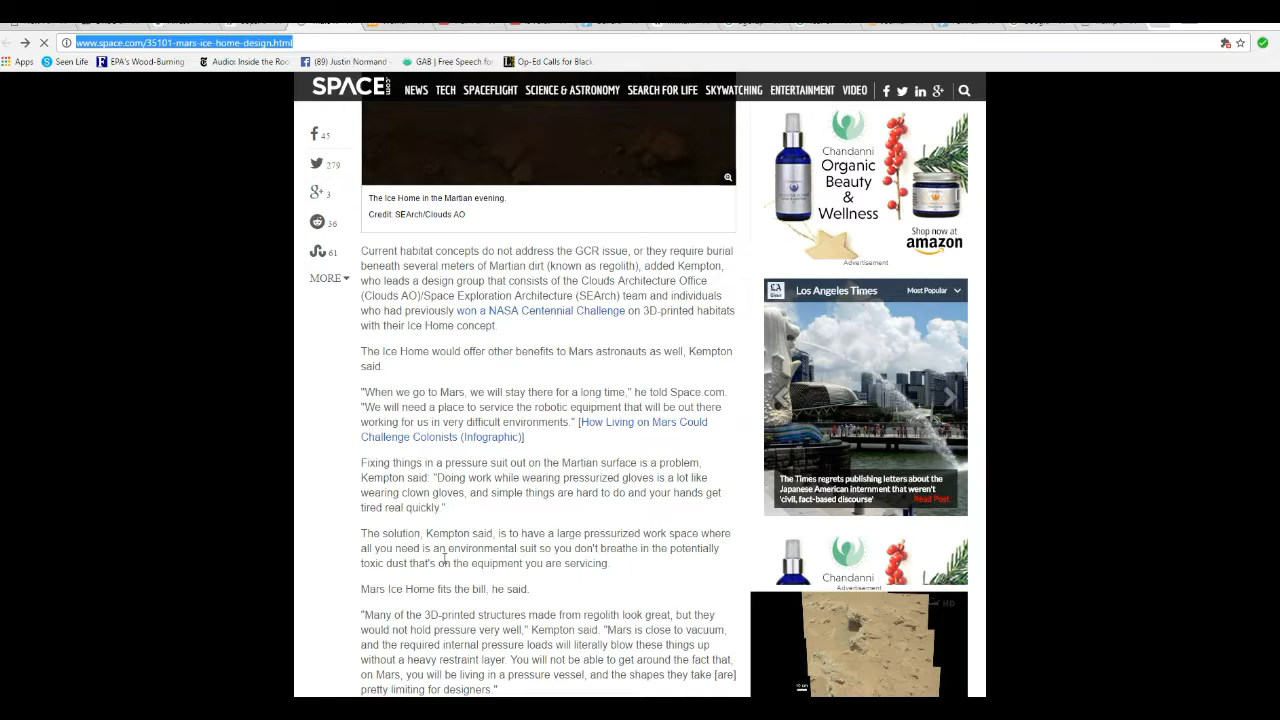 www.space.com/35101-mars-ice-home-design.html
Apps
Seen Life
EPA's Wood-Burning
Audio: Inside the Roo
(89) Justin Normand
GAB | Free Speech fo
Op-Ed Calls for Black
SPACE.com
NEWS TECH SPACEFLIGHT SCIENCE & ASTRONOMY SEARCH FOR LIFE SKYWATCHING ENTERTAINMENT VIDEO
45
279
3
36
61
MORE
The Ice Home in the Martian evening.
Credit: SEArch/Clouds AO
Current habitat concepts do not address the GCR issue, or they require burial
beneath several meters of Martian dirt (known as regolith), added Kempton,
who leads a design group that consists of the Clouds Architecture Office
(Clouds AO)/Space Exploration Architecture (SEArch) team and individuals
who had previously won a NASA Centennial Challenge on 3D-printed habitats
with their Ice Home concept.
The Ice Home would offer other benefits to Mars astronauts as well, Kempton
said.
"When we go to Mars, we will stay there for a long time," he told Space.com.
"We will need a place to service the robotic equipment that will be out there
working for us in very difficult environments." [How Living on Mars Could
Challenge Colonists (Infographic)]
Fixing things in a pressure suit out on the Martian surface is a problem,
Kempton said: "Doing work while wearing pressurized gloves is a lot like
wearing clown gloves, and simple things are hard to do and your hands get
tired real quickly."
The solution, Kempton said, is to have a large pressurized work space where
all you need is an environmental suit so you don't breathe in the potentially
toxic dust that's on the equipment you are servicing.
Mars Ice Home fits the bill, he said.
"Many of the 3D-printed structures made from regolith look great, but they
would not hold pressure very well," Kempton said. "Mars is close to vacuum,
and the required internal pressure loads will literally blow these things up
without a heavy restraint layer. You will not be able to get around the fact that,
on Mars, you will be living in a pressure vessel, and the shapes they take [are]
pretty limiting for designers."
Chandanni
Organic
Beauty
&
Wellness
Shop now at
amazon
Advertisement
Los Angeles Times
Most Popular
The Times regrets publishing letters about the
Japanese American internment that weren't
'civil, fact-based discourse'
Read Post
Chandanni
Advertisement
HD